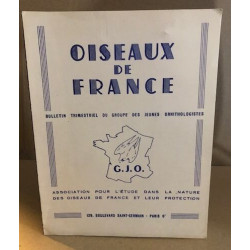 OISEAUX
DE
FRANCE
BULLETIN TRIMESTRIEL DU GROUPE DES JEUNES ORNITHOLOGISTES
G.J.O.
ASSOCIATION POUR L'ÉTUDE DANS LA NATURE
DES OISEAUX DE FRANCE ET LEUR PROTECTION
BOULEVARD SAINT-GERMAIN - PARIS 6e